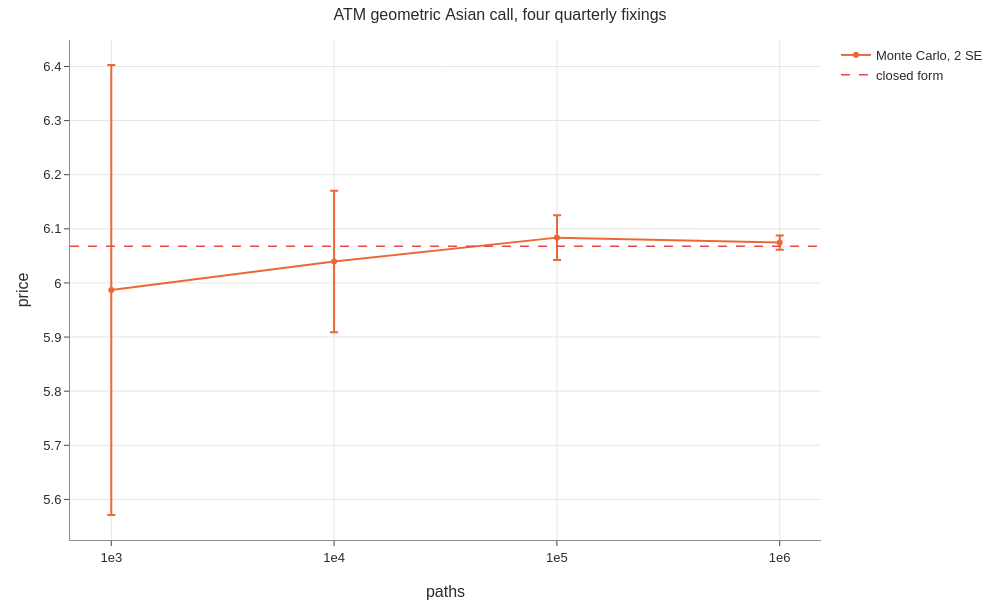 ATM geometric Asian call, four quarterly fixings
Monte Carlo, 2 SE
closed form
6.4
6.3
6.2
6.1
6
5.9
5.8
5.7
5.6
price
1e3
1e4
1e5
1e6
paths